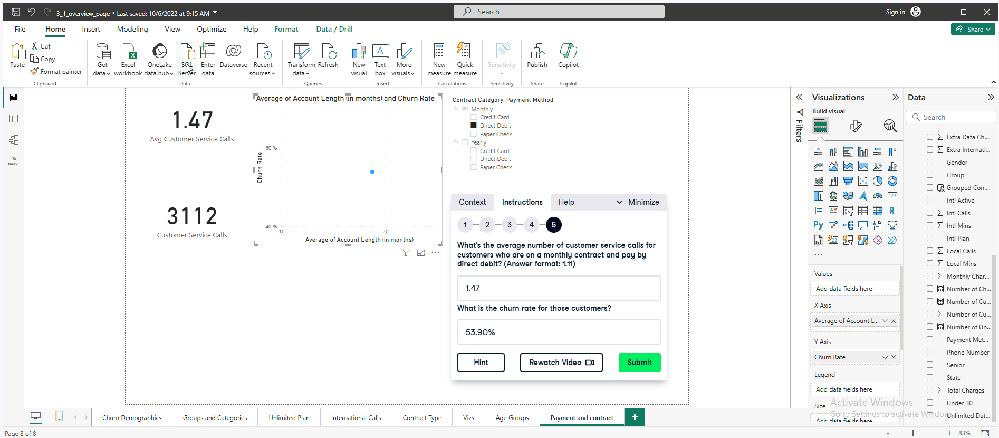 3_1_overview_page • Last saved: 10/6/2022 at 9:15 AM
Search
Sign in
File
Home
Insert
Modeling
View
Optimize
Help
Format
Data / Drill
Share
Paste
Cut
Copy
Format painter
Clipboard
Get data
Excel workbook
OneLake data hub
SQL Server
Enter data
Dataverse
Recent sources
Data
Transform data
Refresh
Queries
New visual
Text box
More visuals
Insert
New measure
Quick measure
Calculations
Sensitivity
Sensitivity
Publish
Share
Copilot
Copilot
1.47
Avg Customer Service Calls
3112
Customer Service Calls
Average of Account Length (in months) and Churn Rate
Churn Rate
60 %
40 %
10
20
Average of Account Length (in months)
Contract Category, Payment Method
Monthly
Credit Card
Direct Debit
Paper Check
Yearly
Credit Card
Direct Debit
Paper Check
Context
Instructions
Help
Minimize
1
2
3
4
5
What's the average number of customer service calls for
customers who are on a monthly contract and pay by
direct debit? (Answer format: 1.11)
1.47
What is the churn rate for those customers?
53.90%
Hint
Rewatch Video
Submit
Filters
Visualizations
Build visual
123
R
Py
123
Values
Add data fields here
X Axis
Average of Account L...
Y Axis
Churn Rate
Legend
Add data fields here
Size
Add data fields here
Data
Search
Extra Data Ch...
Extra Internati...
Gender
Group
Grouped Con...
Intl Active
Intl Calls
Intl Mins
Intl Plan
Local Calls
Local Mins
Monthly Char...
Number of Ch...
Number of Cu...
Number of Cu...
Number of Un...
Payment Met...
Phone Number
Senior
State
Total Charges
Under 30
Unlimited Dat...
Activate Windows
Go to Settings to activate Windows.
DAX
Churn Demographics
Groups and Categories
Unlimited Plan
International Calls
Contract Type
Vizs
Age Groups
Payment and contract
+
Page 8 of 8
- + 83%